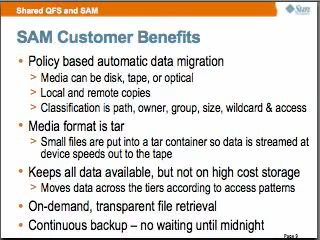 Shared QFS and SAM
Sun
SAM Customer Benefits
• Policy based automatic data migration
> Media can be disk, tape, or optical
> Local and remote copies
> Classification is path, owner, group, size, wildcard & access
• Media format is tar
> Small files are put into a tar container so data is streamed at
device speeds out to the tape
• Keeps all data available, but not on high cost storage
> Moves data across the tiers according to access patterns
• On-demand, transparent file retrieval
• Continuous backup – no waiting until midnight
Page 9